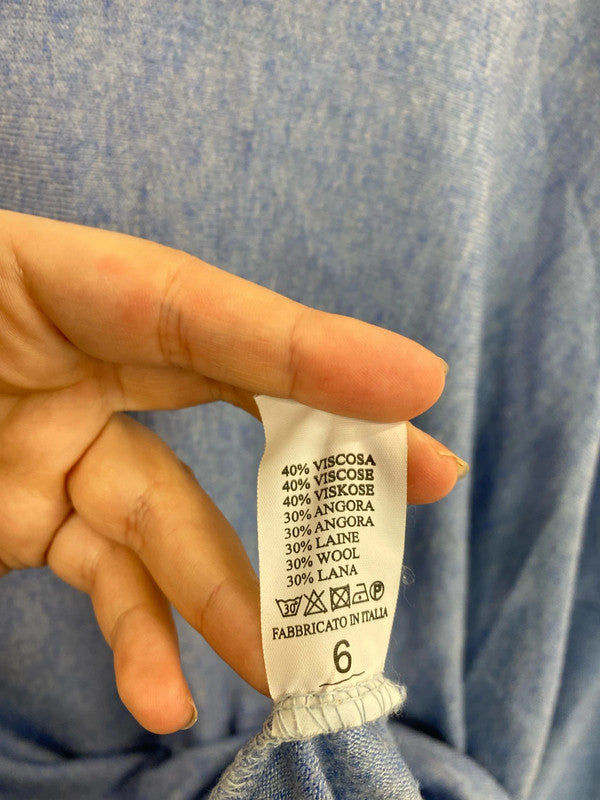 40% VISCOSA
40% VISCOSE
40% VISKOSE
30% ANGORA
30% ANGORA
30% LAINE
30% WOOL
30% LANA
30 P
FABBRICATO IN ITALIA
6